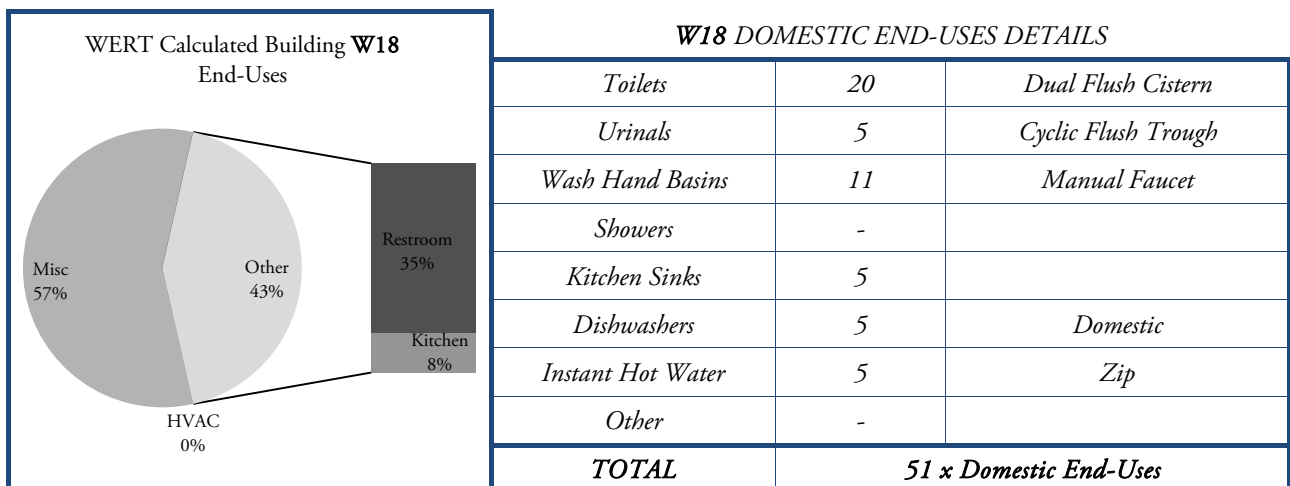 WERT Calculated Building W18
End-Uses
Misc
57%
Other
43%
HVAC
0%
Restroom
35%
Kitchen
8%
W18 DOMESTIC END-USES DETAILS
Toilets 20 Dual Flush Cistern
Urinals 5 Cyclic Flush Trough
Wash Hand Basins 11 Manual Faucet
Showers -
Kitchen Sinks 5
Dishwashers 5 Domestic
Instant Hot Water 5 Zip
Other -
TOTAL 51 x Domestic End-Uses